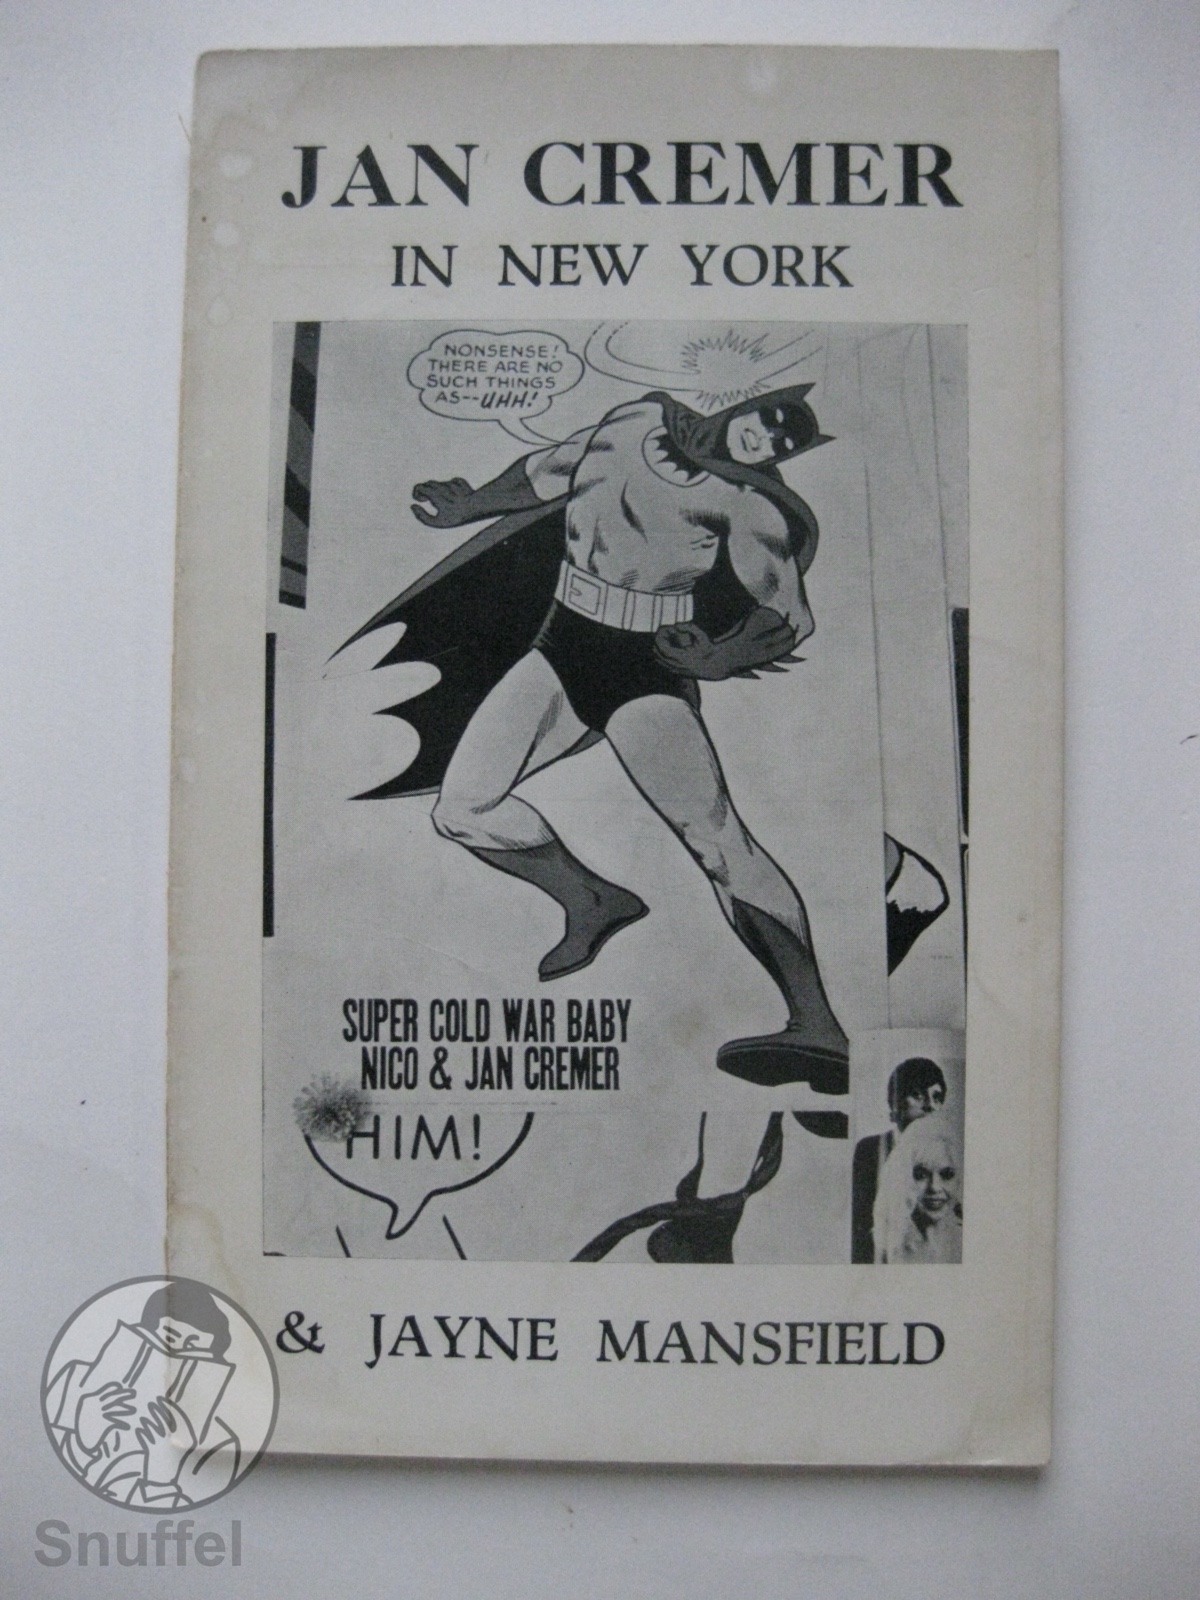 JAN CREMER
IN NEW YORK
NONSENSE!
THERE ARE NO
SUCH THINGS
AS--UHH!
SUPER COLD WAR BABY
NICO & JAN CREMER
HIM!
& JAYNE MANSFIELD
Snuffel